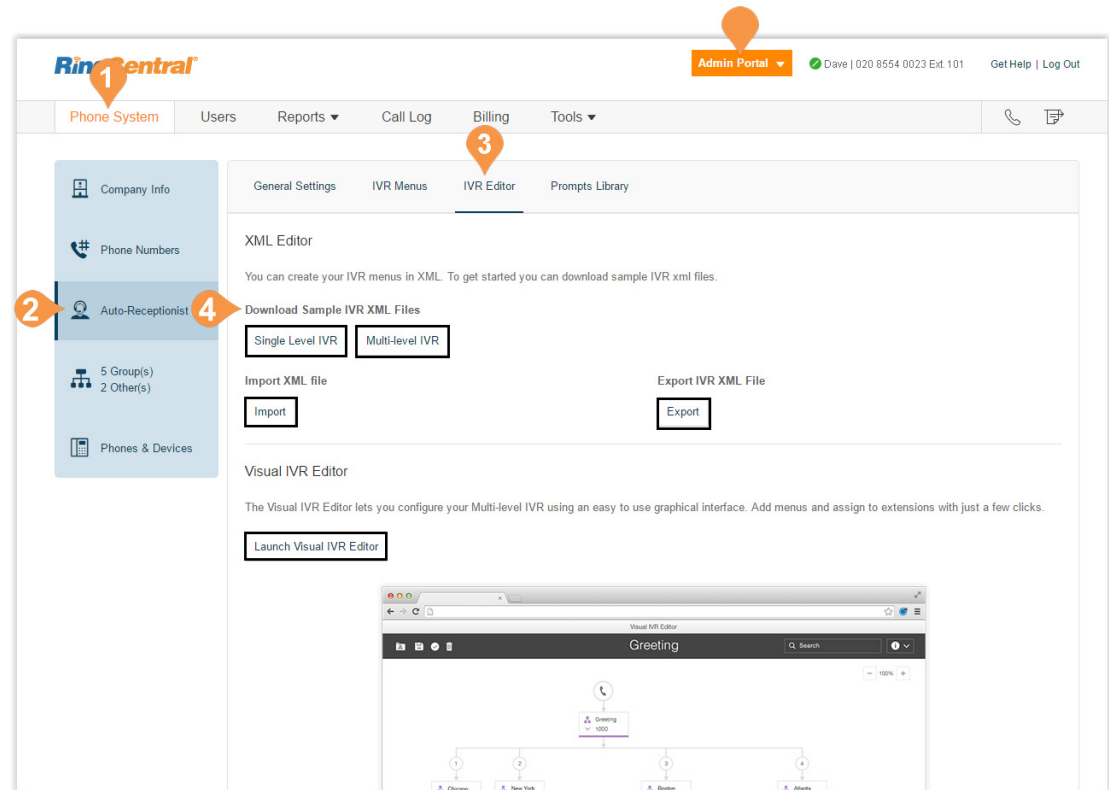 RingCentral®
Admin Portal
Dave | 020 8554 0023 Ext. 101
Get Help | Log Out
1
Phone System
Users
Reports
Call Log
Billing
Tools
3
Company Info
Phone Numbers
2
Auto-Receptionist
4
5 Group(s)
2 Other(s)
Phones & Devices
General Settings
IVR Menus
IVR Editor
Prompts Library
XML Editor
You can create your IVR menus in XML. To get started you can download sample IVR xml files.
Download Sample IVR XML Files
Single Level IVR
Multi-level IVR
Import XML file
Export IVR XML File
Import
Export
Visual IVR Editor
The Visual IVR Editor lets you configure your Multi-level IVR using an easy to use graphical interface. Add menus and assign to extensions with just a few clicks.
Launch Visual IVR Editor
Visual IVR Editor
Greeting
Search
100%
Greeting
1000
1
2
3
4
Chicago
New York
Boston
Atlanta